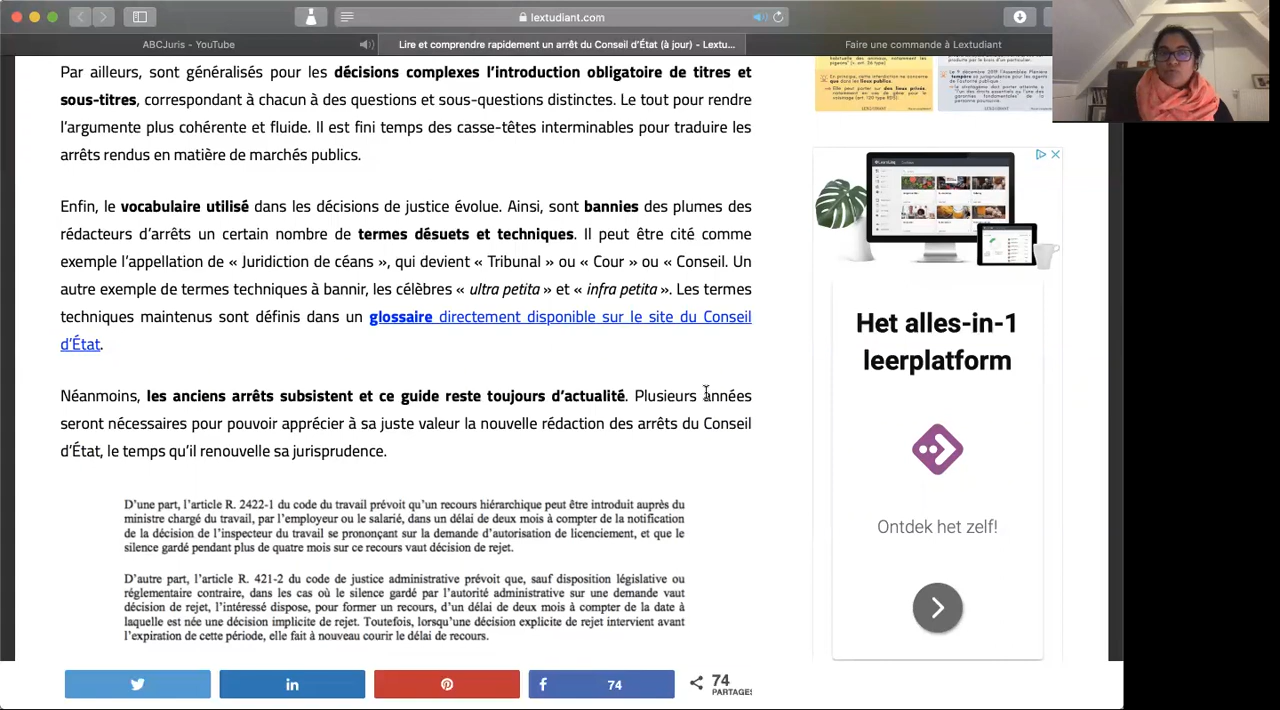 lextudiant.com
ABCJuris - YouTube
Lire et comprendre rapidement un arrêt du Conseil d'État (à jour) - Lextu...
Faire une commande à Lextudiant
Par ailleurs, sont généralisés pour les décisions complexes l'introduction obligatoire de titres et
sous-titres, correspondant à des questions et sous-questions distinctes. Le tout pour rendre
l'argumente plus cohérente et fluide. Il est fini temps des casse-têtes interminables pour traduire les
arrêts rendus en matière de marchés publics.
Enfin, le vocabulaire utilisé dans les décisions de justice évolue. Ainsi, sont bannies des plumes des
rédacteurs d'arrêts un certain nombre de termes désuets et techniques. Il peut être cité comme
exemple l'appellation de « Juridictions de céans », qui devient « Tribunal » ou « Cour » ou « Conseil. Un
autre exemple de termes techniques à bannir, les célèbres « ultra petita » et « infra petita ». Les termes
techniques maintenus sont définis dans un glossaire directement disponible sur le site du Conseil
d'État.
Néanmoins, les anciens arrêts subsistent et ce guide reste toujours d'actualité. Plusieurs années
seront nécessaires pour pouvoir apprécier à sa juste valeur la nouvelle rédaction des arrêts du Conseil
d'État, le temps qu'il renouvelle sa jurisprudence.
D'une part, l'article R. 2422-1 du code du travail prévoit qu'un recours hiérarchique peut être introduit auprès du
ministre chargé du travail, par l'employeur ou le salarié, dans un délai de deux mois à compter de la notification
de la décision de l'inspecteur du travail se prononçant sur la demande d'autorisation de licenciement, et que le
silence gardé pendant plus de quatre mois sur ce recours vaut décision de rejet.
D'autre part, l'article R. 421-2 du code de justice administrative prévoit que, sauf disposition législative ou
réglementaire contraire, dans les cas où le silence gardé par l'autorité administrative sur une demande vaut
décision de rejet, l'intéressé dispose, pour former un recours, d'un délai de deux mois à compter de la date à
laquelle est née une décision implicite de rejet. Toutefois, lorsqu'une décision explicite de rejet intervient avant
l'expiration de cette période, elle fait à nouveau courir le délai de recours.
Het alles-in-1
leerplatform
Ontdek het zelf!
74
74
PARTAGES